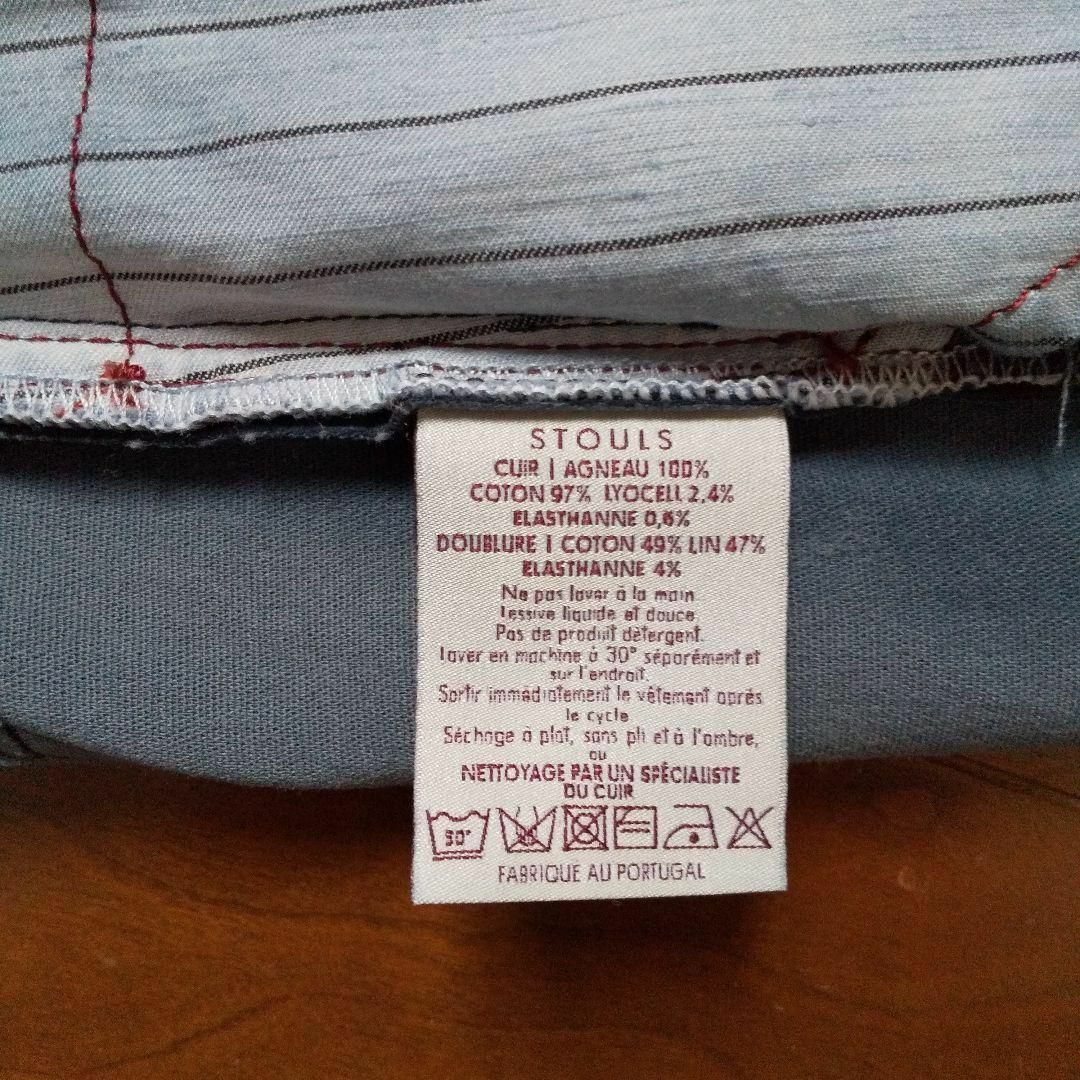 STOULS
CUIR | AGNEAU 100%
COTON 97% LYOCELL 2,4%
ELASTHANNE 0,6%
DOUBLURE | COTON 49% LIN 47%
ELASTHANNE 4%
Ne pas laver à la main
Lessive liquide et douce
Pas de produit détergent.
Laver en machine à 30° séparément et
sur l'endroit.
Sortir immédiatement le vêtement après
le cycle
Séchage à plat, sans pli et à l'ombre,
ou
NETTOYAGE PAR UN SPÉCIALISTE
DU CUIR
30°
FABRIQUE AU PORTUGAL